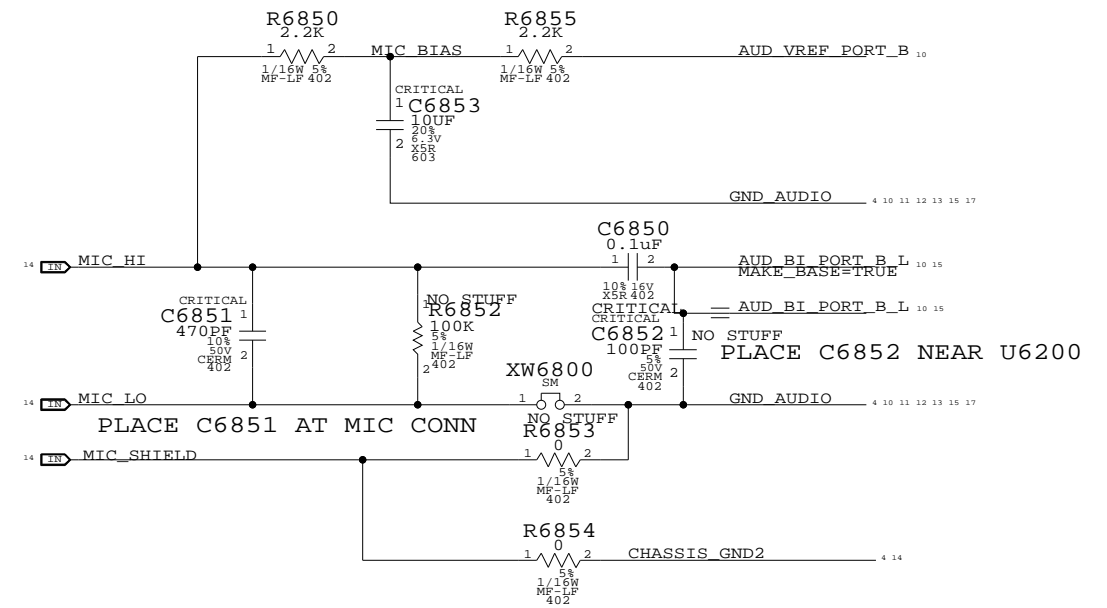 R6850
2.2K
1 2
1/16W 5%
MF-LF 402
MIC_BIAS
R6855
2.2K
1 2
1/16W 5%
MF-LF 402
AUD_VREF_PORT_B 10
CRITICAL
1 C6853
10UF
20%
6.3V
2 X5R
603
GND_AUDIO 4 10 11 12 13 15 17
14 IN MIC_HI
C6850
0.1uF
1 2
10% 16V
X5R 402
CRITICAL
AUD_BI_PORT_B_L 10 15
MAKE_BASE=TRUE
AUD_BI_PORT_B_L 10 15
CRITICAL
C6851 1
470PF
10%
50V 2
CERM
402
NO STUFF
1 R6852
100K
5%
1/16W
MF-LF
2 402
CRITICAL
C6852 1
100PF
5%
50V 2
CERM
402
NO STUFF
PLACE C6852 NEAR U6200
XW6800
SM
1 2
14 IN MIC_LO
GND_AUDIO 4 10 11 12 13 15 17
PLACE C6851 AT MIC CONN
NO STUFF
R6853
0
1 2
5%
1/16W
MF-LF
402
14 IN MIC_SHIELD
R6854
0
1 2
5%
1/16W
MF-LF
402
CHASSIS_GND2 4 14